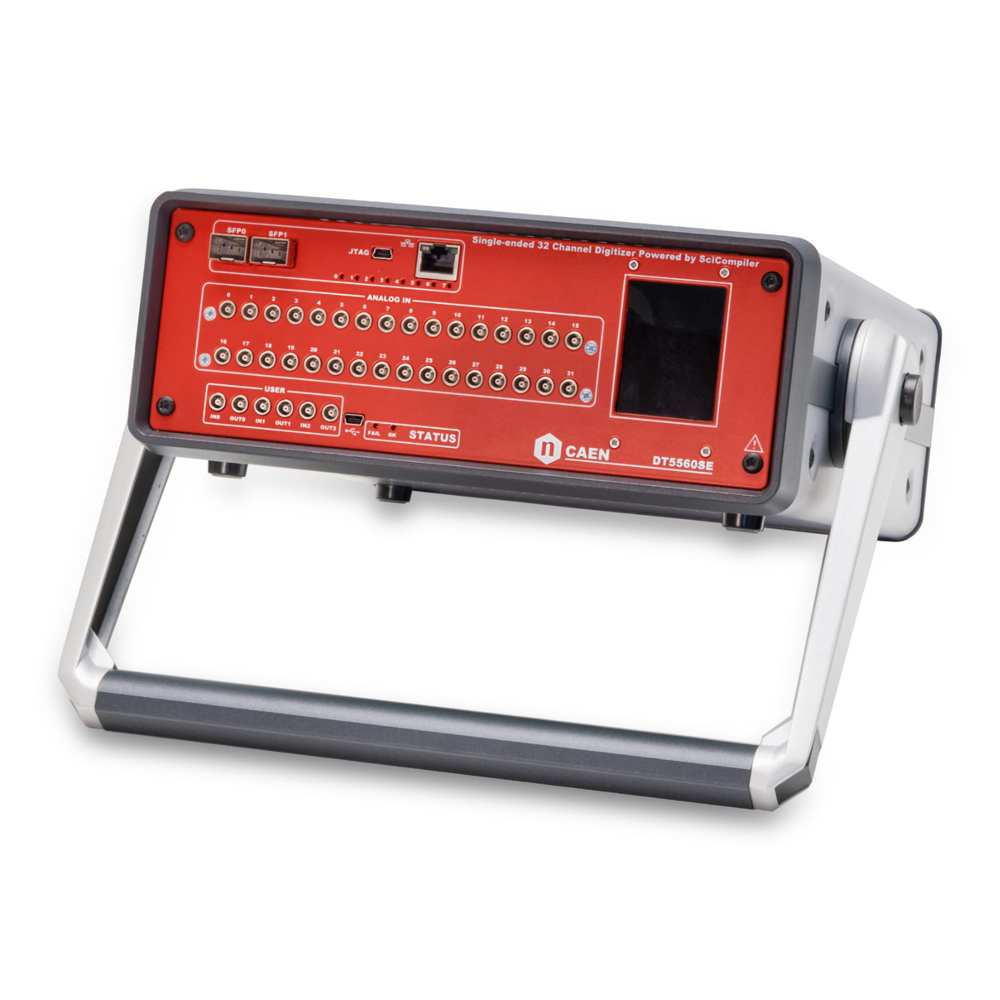 SFP0 SFP1
JTAG
Single-ended 32 Channel Digitizer Powered by SciCompiler
0 1 2 3 4 5 6 7
ANALOG IN
0 1 2 3 4 5 6 7 8 9 10 11 12 13 14 15
16 17 18 19 20 21 22 23 24 25 26 27 28 29 30 31
USER
IN0 OUT0 IN1 OUT1 IN2 OUT2
FAIL OK STATUS
n CAEN
DT5560SE